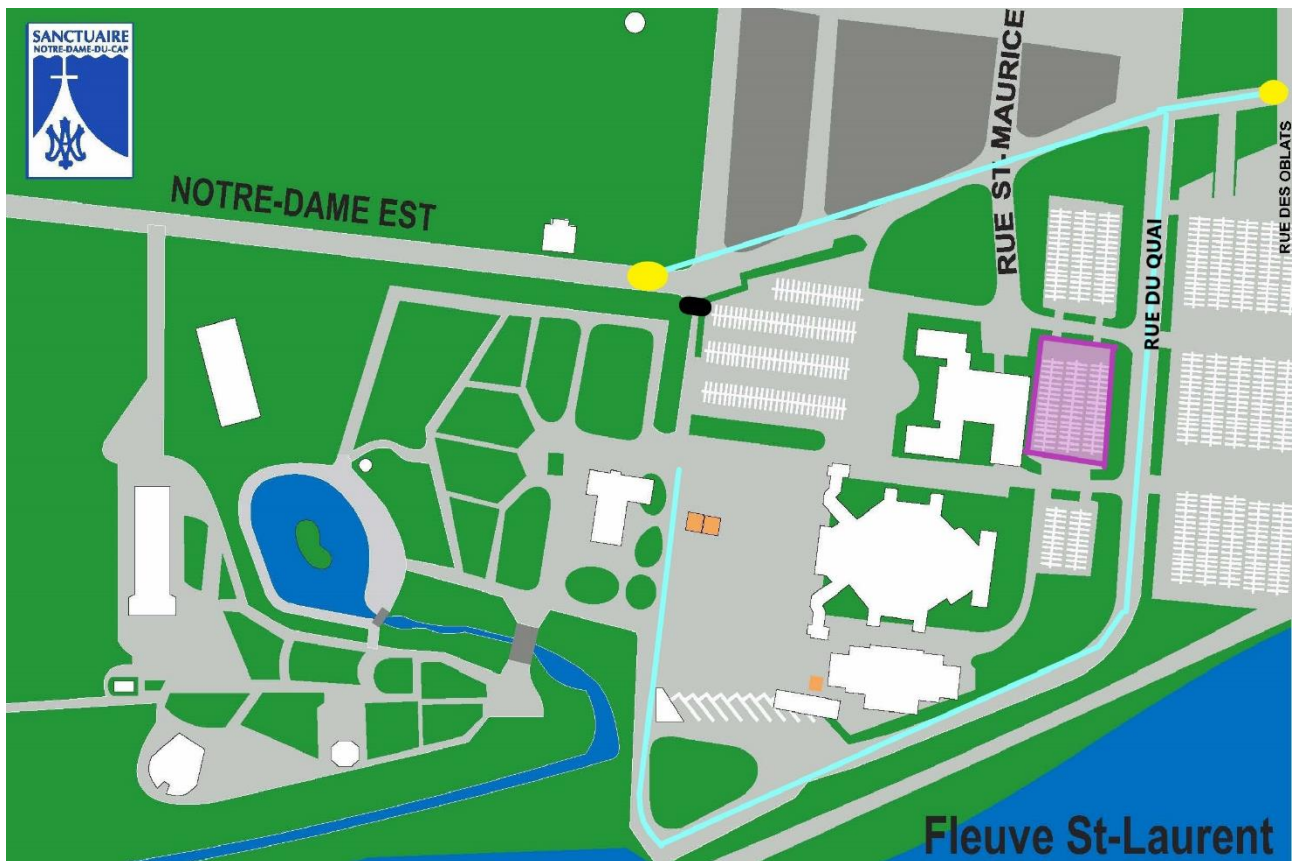 SANCTUAIRE
NOTRE-DAME-DU-CAP
NOTRE-DAME EST
RUE ST-MAURICE
RUE DU QUAI
RUE DES OBLATS
Fleuve St-Laurent